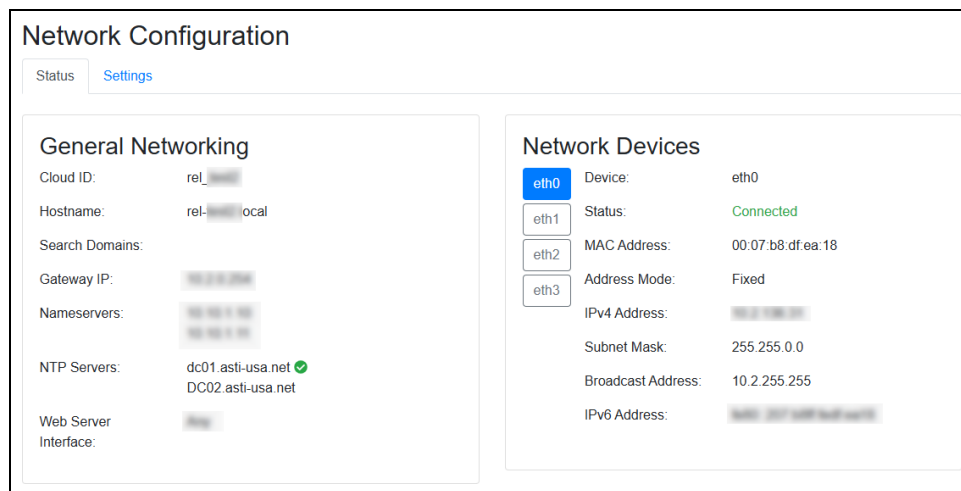 Network Configuration
Status Settings
General Networking
Cloud ID: rel_
Hostname: rel- ocal
Search Domains:
Gateway IP:
Nameservers:
NTP Servers: dc01.asti-usa.net
DC02.asti-usa.net
Web Server
Interface:
Network Devices
eth0
eth1
eth2
eth3
Device: eth0
Status: Connected
MAC Address: 00:07:b8:df:ea:18
Address Mode: Fixed
IPv4 Address:
Subnet Mask: 255.255.0.0
Broadcast Address: 10.2.255.255
IPv6 Address: